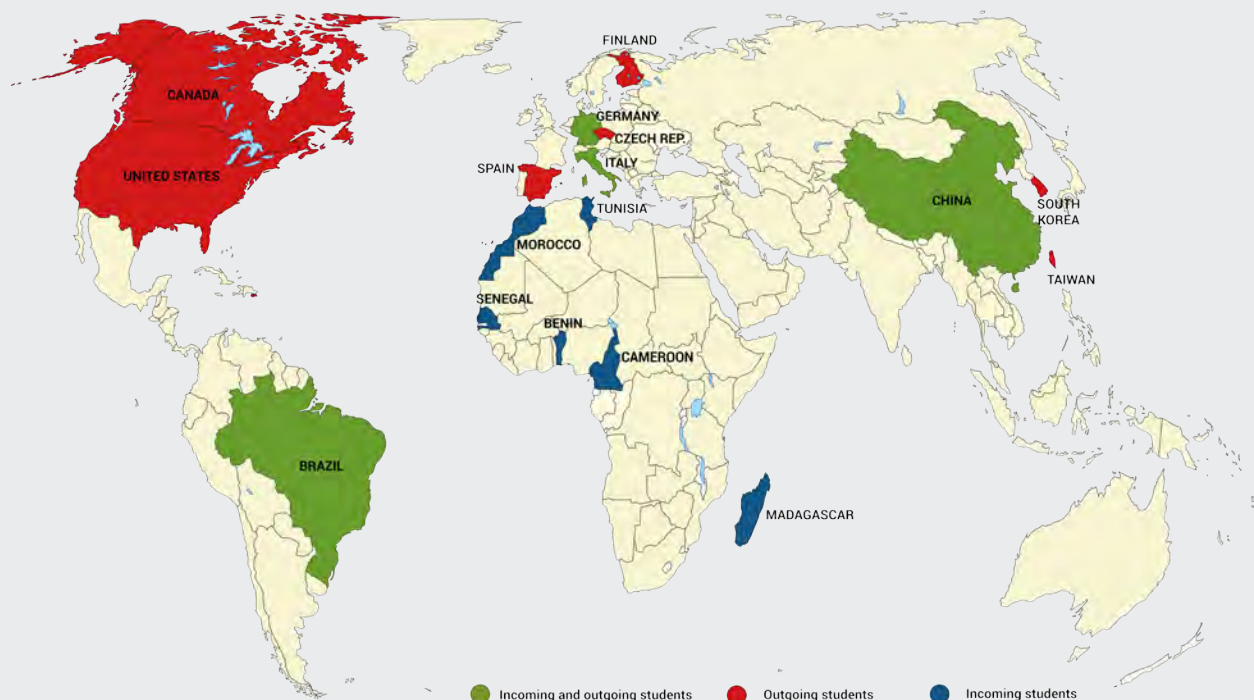 FINLAND
CANADA
GERMANY
CZECH REP.
ITALY
SPAIN
UNITED STATES
TUNISIA
CHINA
SOUTH
KOREA
MOROCCO
TAIWAN
SENEGAL
BENIN
CAMEROON
BRAZIL
MADAGASCAR
Incoming and outgoing students
Outgoing students
Incoming students